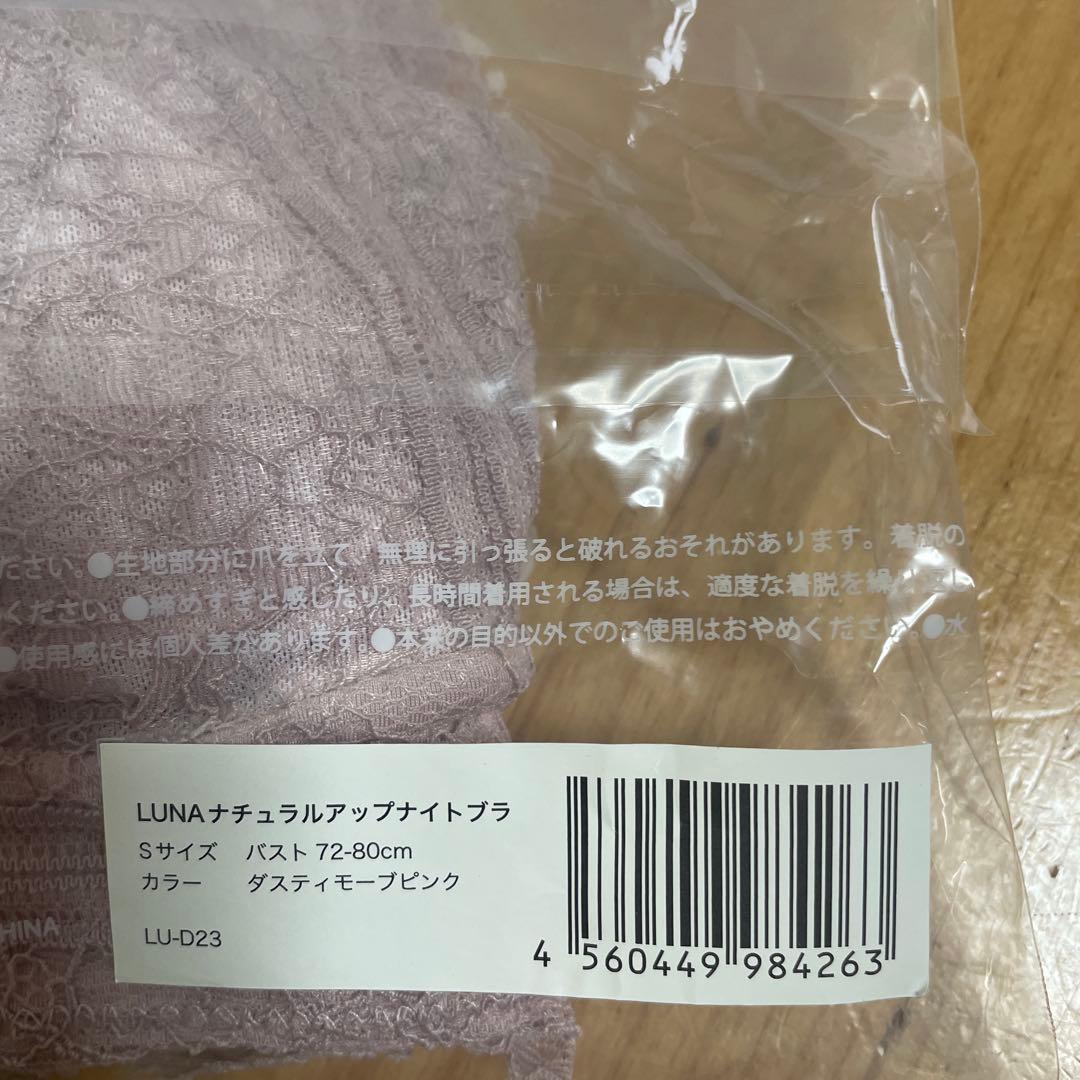 ださい。●生地部分に爪を立て、無理に引っ張ると破れるおそれがあります。着脱の
ください。●締めすぎと感じたり、長時間着用される場合は、適度な着脱を繰り返し
●使用感には個人差があります。●本来の目的以外でのご使用はおやめください。●水
LUNAナチュラルアップナイトブラ
Sサイズ バスト 72-80cm
カラー ダスティモーブピンク
HINA
LU-D23
4 560449 984263